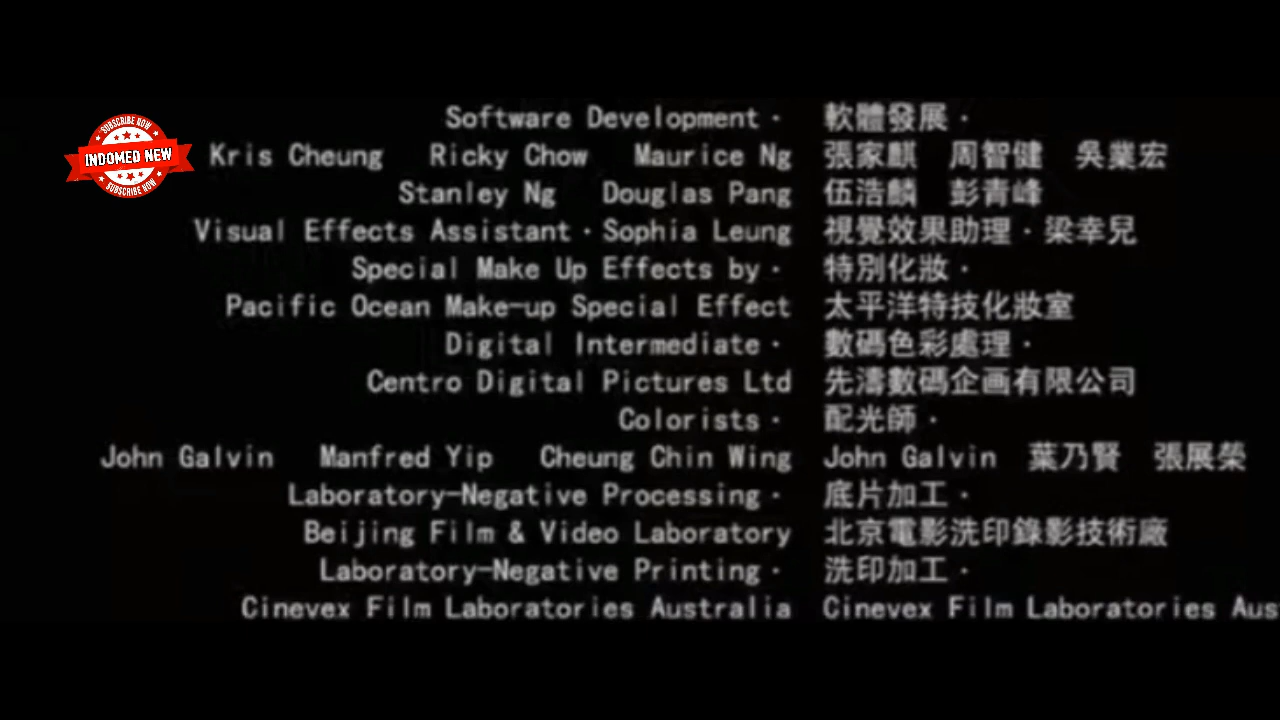 SUBSCRIBE NOW
INDOMED NEW
SUBSCRIBE NOW
Software Development · 軟體發展 ·
Kris Cheung Ricky Chow Maurice Ng 張家麒 周智健 吳業宏
Stanley Ng Douglas Pang 伍浩麟 彭青峰
Visual Effects Assistant · Sophia Leung 視覺效果助理 · 梁幸兒
Special Make Up Effects by · 特別化妝 ·
Pacific Ocean Make-up Special Effect 太平洋特技化妝室
Digital Intermediate · 數碼色彩處理 ·
Centro Digital Pictures Ltd 先濤數碼企画有限公司
Colorists · 配光師 ·
John Galvin Manfred Yip Cheung Chin Wing John Galvin 葉乃賢 張展榮
Laboratory-Negative Processing · 底片加工 ·
Beijing Film & Video Laboratory 北京電影洗印錄影技術廠
Laboratory-Negative Printing · 洗印加工 ·
Cinevex Film Laboratories Australia Cinevex Film Laboratories Aus